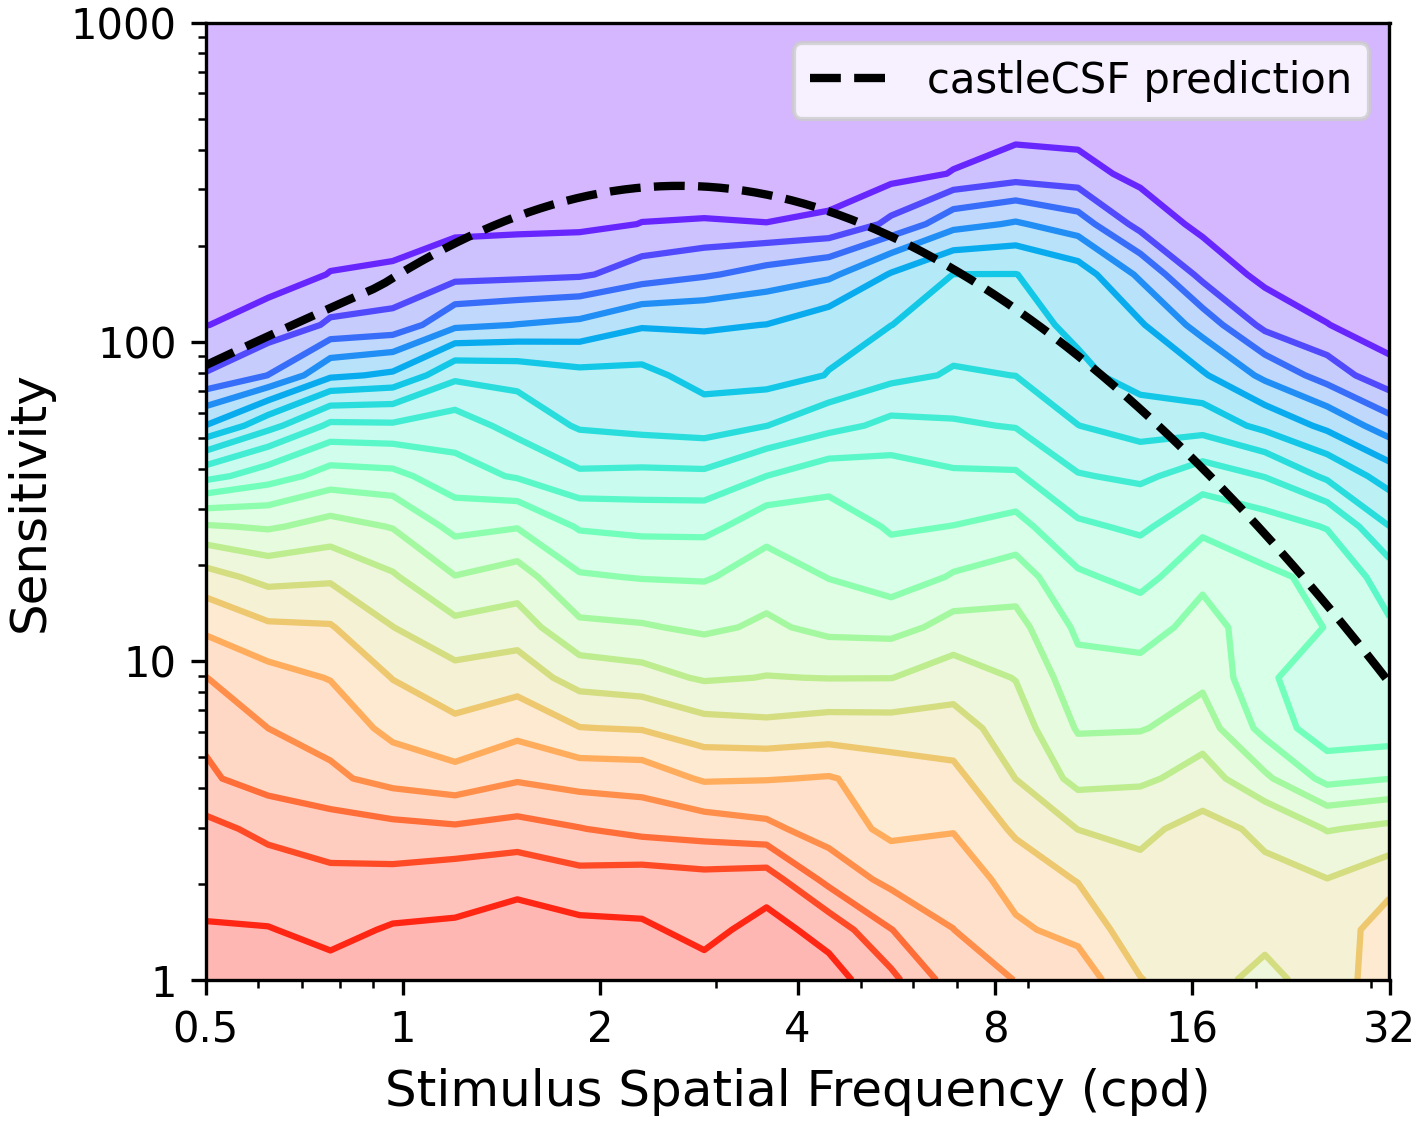 1000
100
10
1
Sensitivity
castleCSF prediction
0.5 1 2 4 8 16 32
Stimulus Spatial Frequency (cpd)